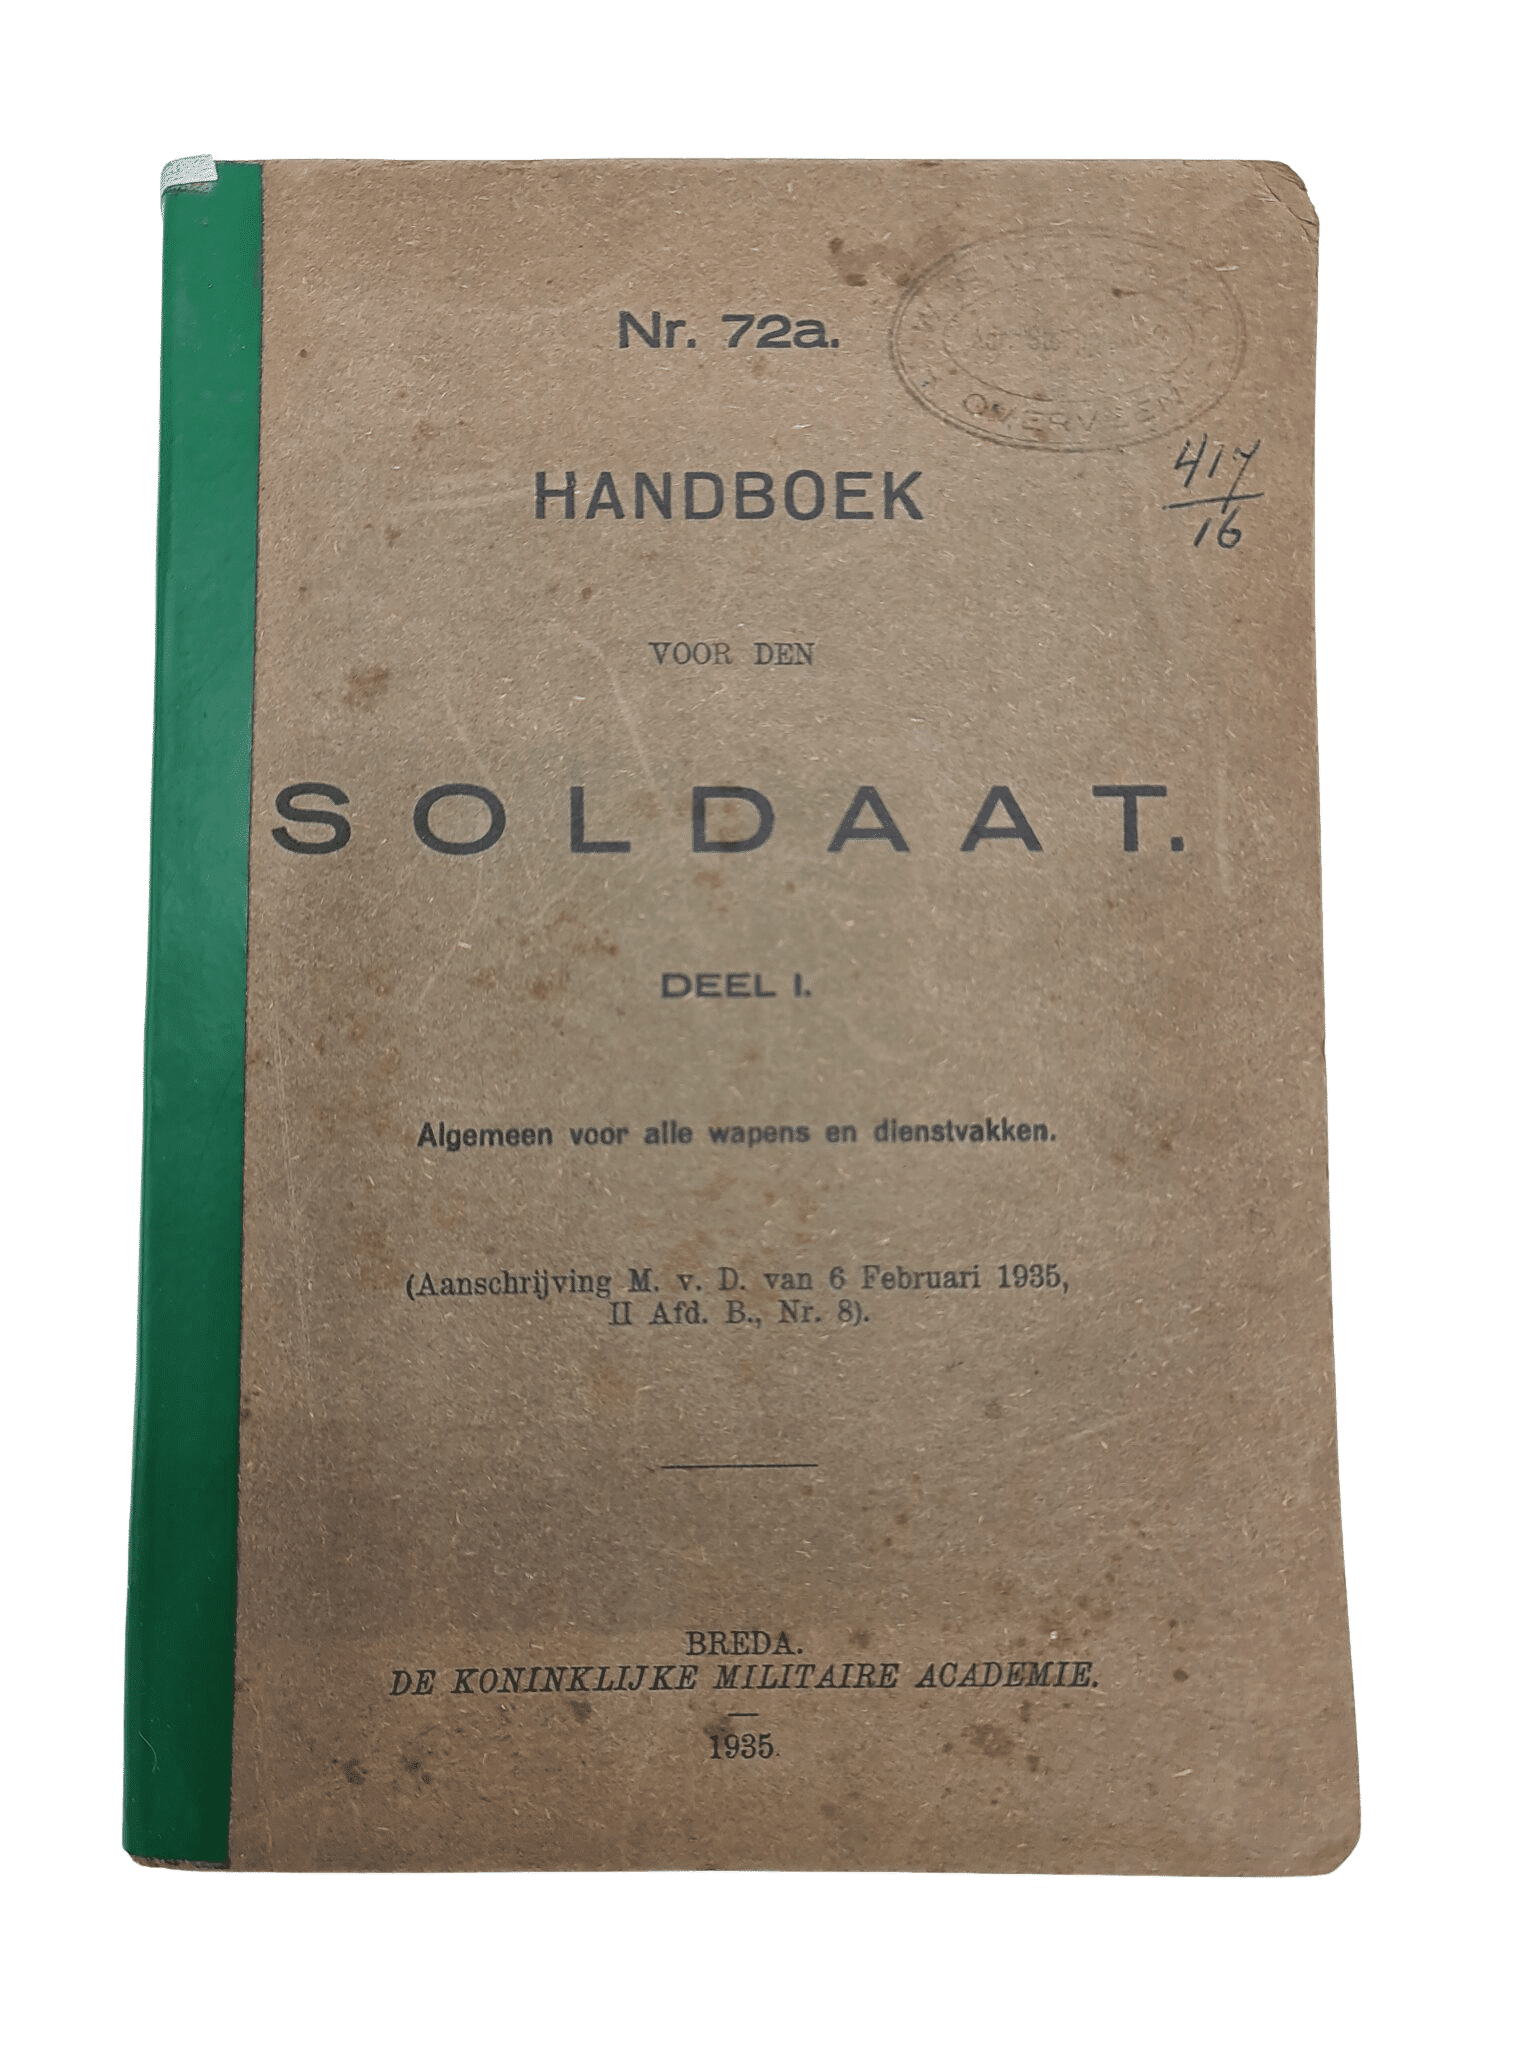 Nr. 72a.
OVERVEEN
417
16
HANDBOEK
VOOR DEN
SOLDAAT.
DEEL I.
Algemeen voor alle wapens en dienstvakken.
(Aanschrijving M. v. D. van 6 Februari 1935,
II Afd. B., Nr. 8).
BREDA.
DE KONINKLIJKE MILITAIRE ACADEMIE.
1935.